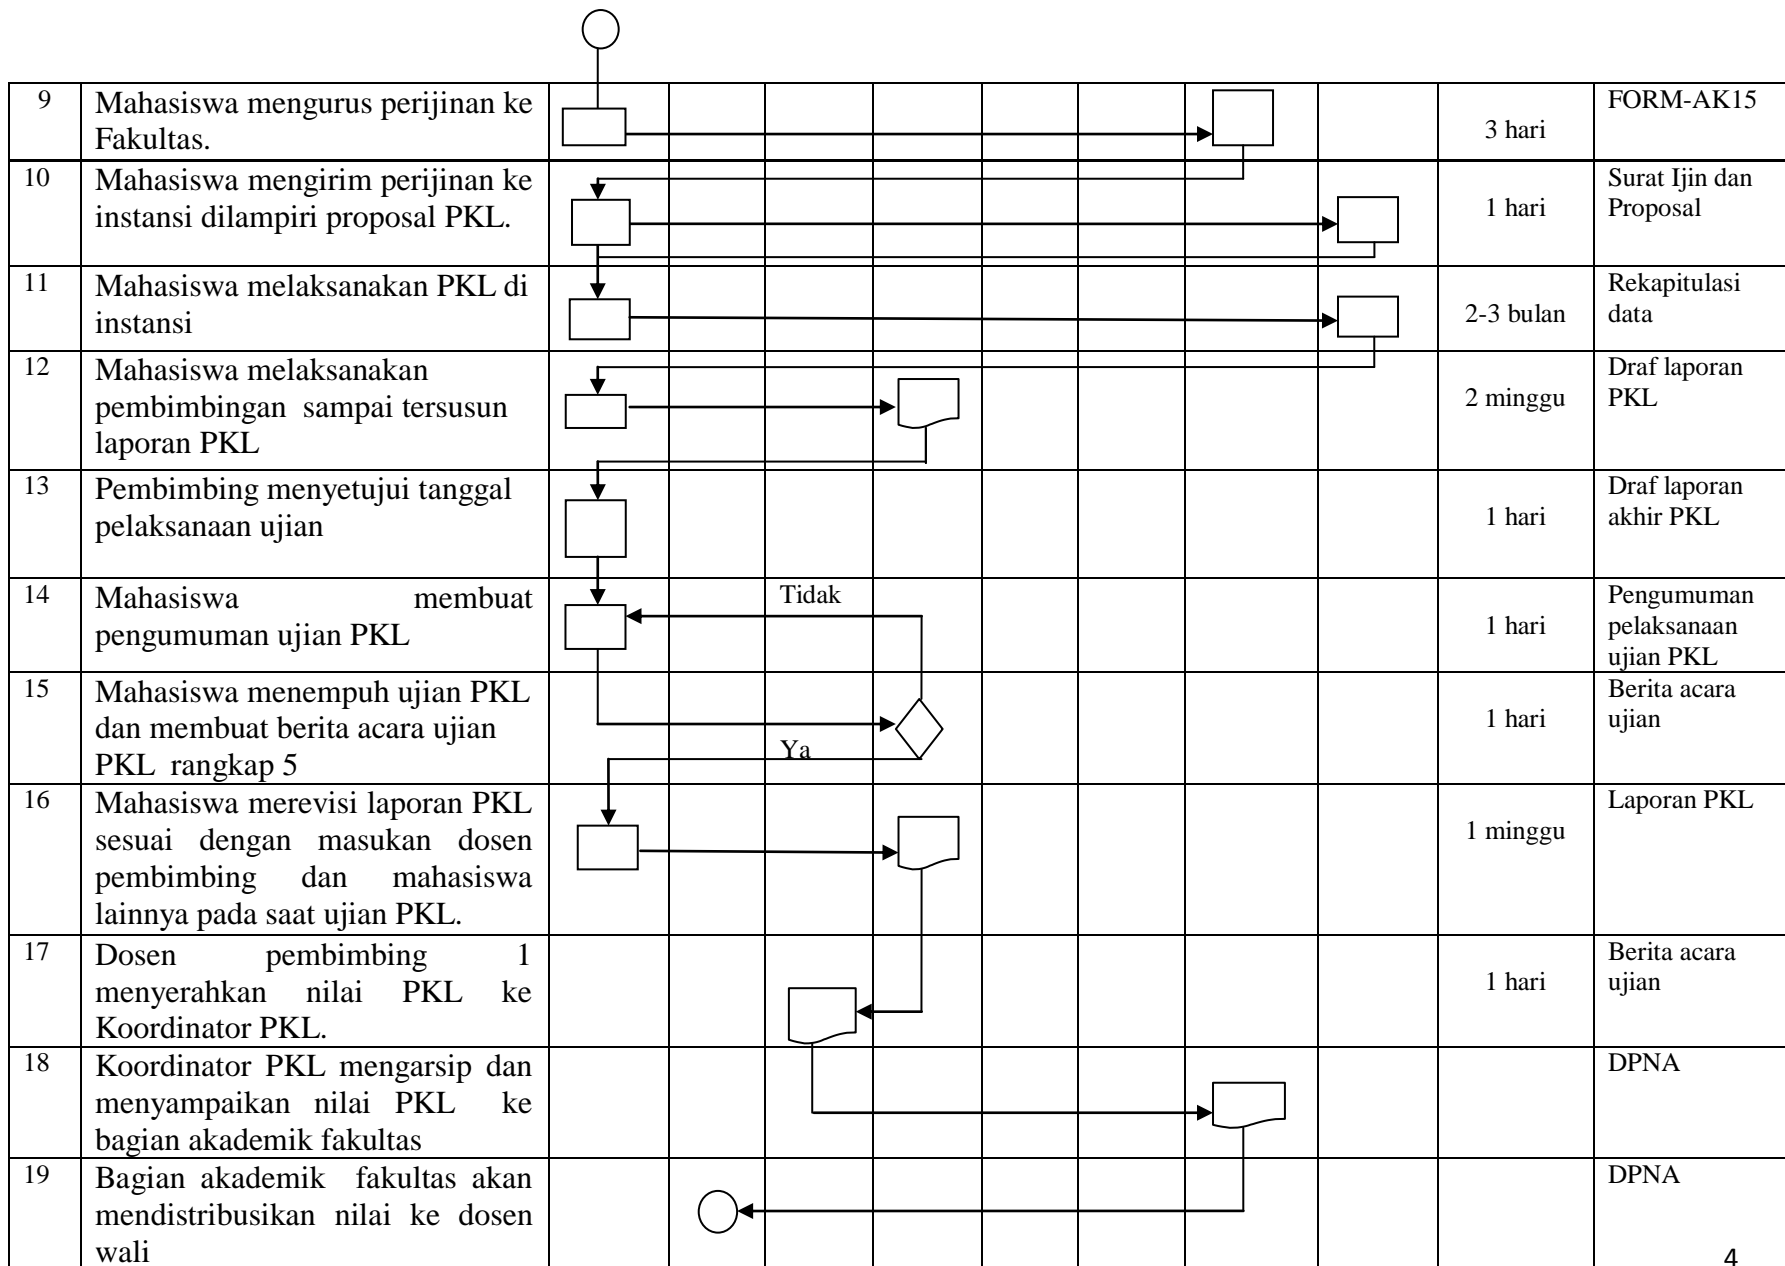 9
Mahasiswa mengurus perijinan ke
Fakultas.
3 hari
FORM-AK15
10
Mahasiswa mengirim perijinan ke
instansi dilampiri proposal PKL.
1 hari
Surat Ijin dan
Proposal
11
Mahasiswa melaksanakan PKL di
instansi
2-3 bulan
Rekapitulasi
data
12
Mahasiswa melaksanakan
pembimbingan sampai tersusun
laporan PKL
2 minggu
Draf laporan
PKL
13
Pembimbing menyetujui tanggal
pelaksanaan ujian
1 hari
Draf laporan
akhir PKL
14
Mahasiswa membuat
pengumuman ujian PKL
Tidak
1 hari
Pengumuman
pelaksanaan
ujian PKL
15
Mahasiswa menempuh ujian PKL
dan membuat berita acara ujian
PKL rangkap 5
Ya
1 hari
Berita acara
ujian
16
Mahasiswa merevisi laporan PKL
sesuai dengan masukan dosen
pembimbing dan mahasiswa
lainnya pada saat ujian PKL.
1 minggu
Laporan PKL
17
Dosen pembimbing 1
menyerahkan nilai PKL ke
Koordinator PKL.
1 hari
Berita acara
ujian
18
Koordinator PKL mengarsip dan
menyampaikan nilai PKL ke
bagian akademik fakultas
DPNA
19
Bagian akademik fakultas akan
mendistribusikan nilai ke dosen
wali
DPNA
4